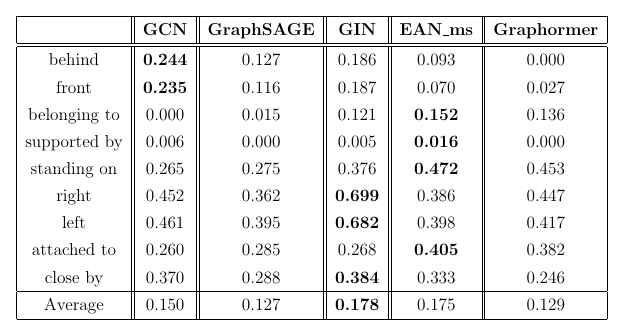 GCN GraphSAGE GIN EAN_ms Graphormer
behind 0.244 0.127 0.186 0.093 0.000
front 0.235 0.116 0.187 0.070 0.027
belonging to 0.000 0.015 0.121 0.152 0.136
supported by 0.006 0.000 0.005 0.016 0.000
standing on 0.265 0.275 0.376 0.472 0.453
right 0.452 0.362 0.699 0.386 0.447
left 0.461 0.395 0.682 0.398 0.417
attached to 0.260 0.285 0.268 0.405 0.382
close by 0.370 0.288 0.384 0.333 0.246
Average 0.150 0.127 0.178 0.175 0.129